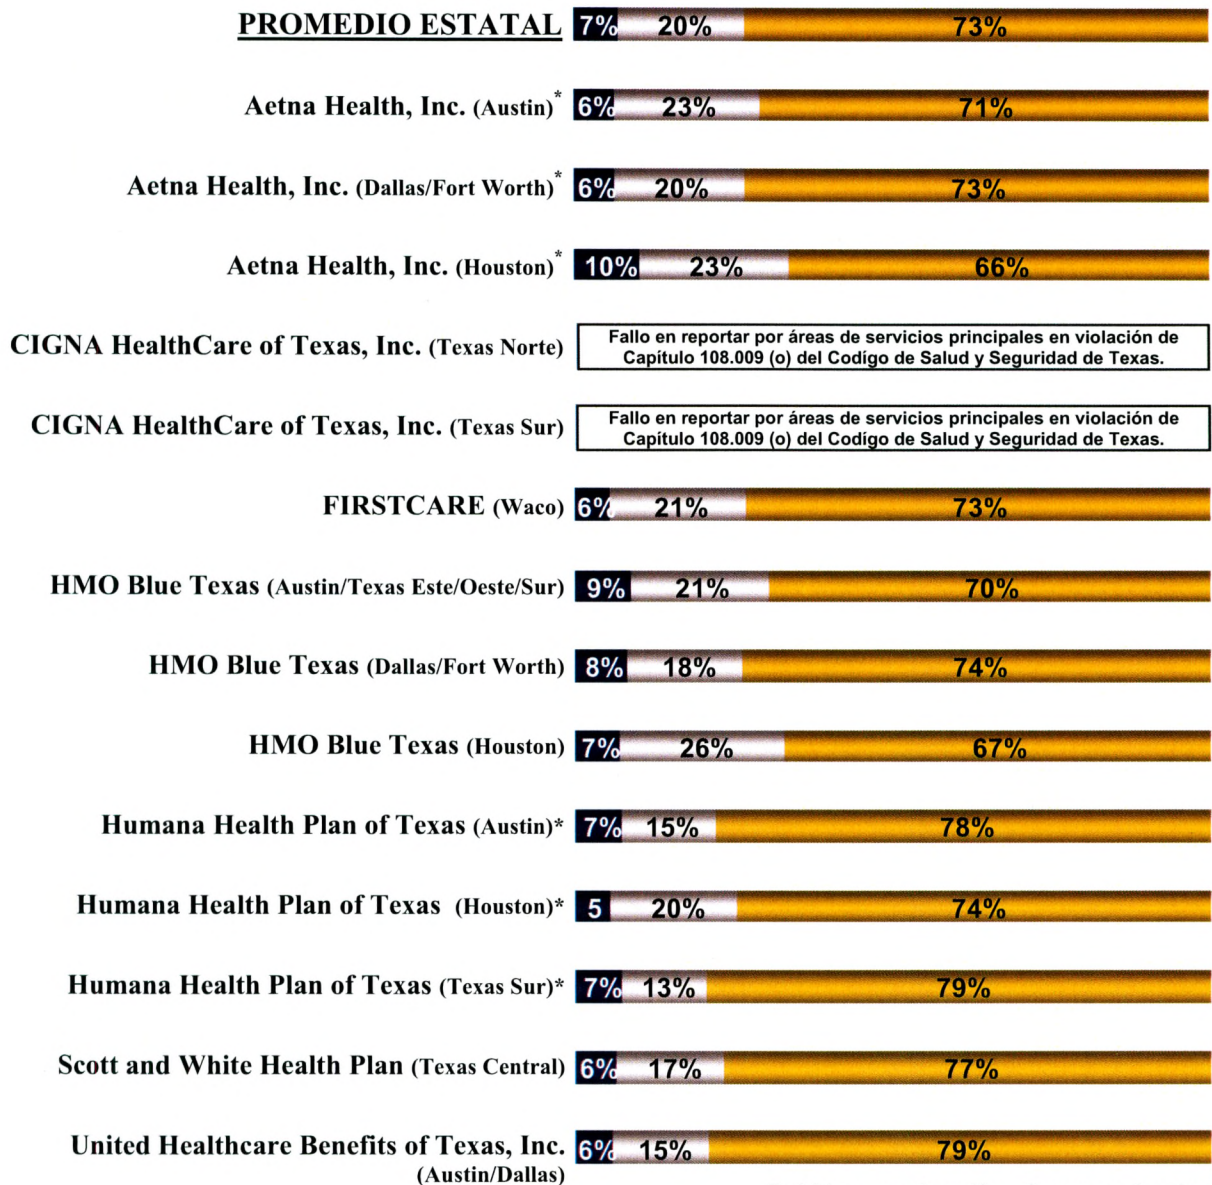 PROMEDIO ESTATAL 7% 20% 73%
Aetna Health, Inc. (Austin)* 6% 23% 71%
Aetna Health, Inc. (Dallas/Fort Worth)* 6% 20% 73%
Aetna Health, Inc. (Houston)* 10% 23% 66%
CIGNA HealthCare of Texas, Inc. (Texas Norte) Fallo en reportar por áreas de servicios principales en violación de
Capítulo 108.009 (o) del Codígo de Salud y Seguridad de Texas.
CIGNA HealthCare of Texas, Inc. (Texas Sur) Fallo en reportar por áreas de servicios principales en violación de
Capítulo 108.009 (o) del Codígo de Salud y Seguridad de Texas.
FIRSTCARE (Waco) 6% 21% 73%
HMO Blue Texas (Austin/Texas Este/Oeste/Sur) 9% 21% 70%
HMO Blue Texas (Dallas/Fort Worth) 8% 18% 74%
HMO Blue Texas (Houston) 7% 26% 67%
Humana Health Plan of Texas (Austin)* 7% 15% 78%
Humana Health Plan of Texas (Houston)* 5 20% 74%
Humana Health Plan of Texas (Texas Sur)* 7% 13% 79%
Scott and White Health Plan (Texas Central) 6% 17% 77%
United Healthcare Benefits of Texas, Inc. 6% 15% 79%
(Austin/Dallas)